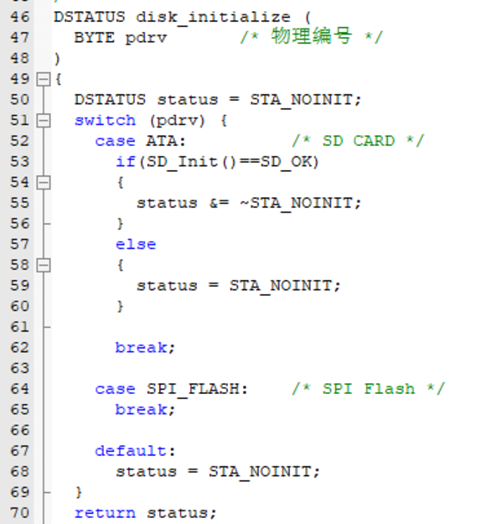 46 DSTATUS disk_initialize (
47   BYTE pdrv       /* 物理编号 */
48 )
49 {
50   DSTATUS status = STA_NOINIT;
51   switch (pdrv) {
52     case ATA:          /* SD CARD */
53       if(SD_Init()==SD_OK)
54       {
55         status &= ~STA_NOINIT;
56       }
57       else
58       {
59         status = STA_NOINIT;
60       }
61
62       break;
63
64     case SPI_FLASH:    /* SPI Flash */
65       break;
66
67     default:
68       status = STA_NOINIT;
69   }
70   return status;